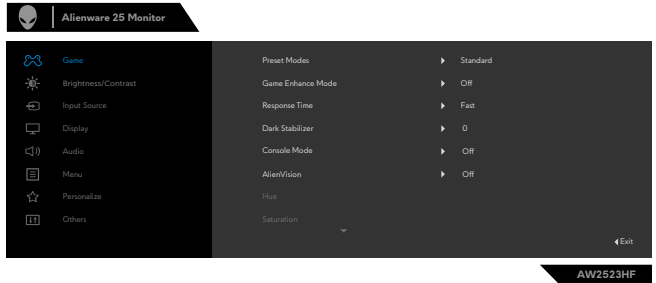 Alienware 25 Monitor
Game
Preset Modes Standard
Brightness/Contrast
Game Enhance Mode Off
Input Source
Response Time Fast
Display
Dark Stabilizer 0
Audio
Console Mode Off
Menu
AlienVision Off
Personalize
Hue
Others
Saturation
Exit
AW2523HF